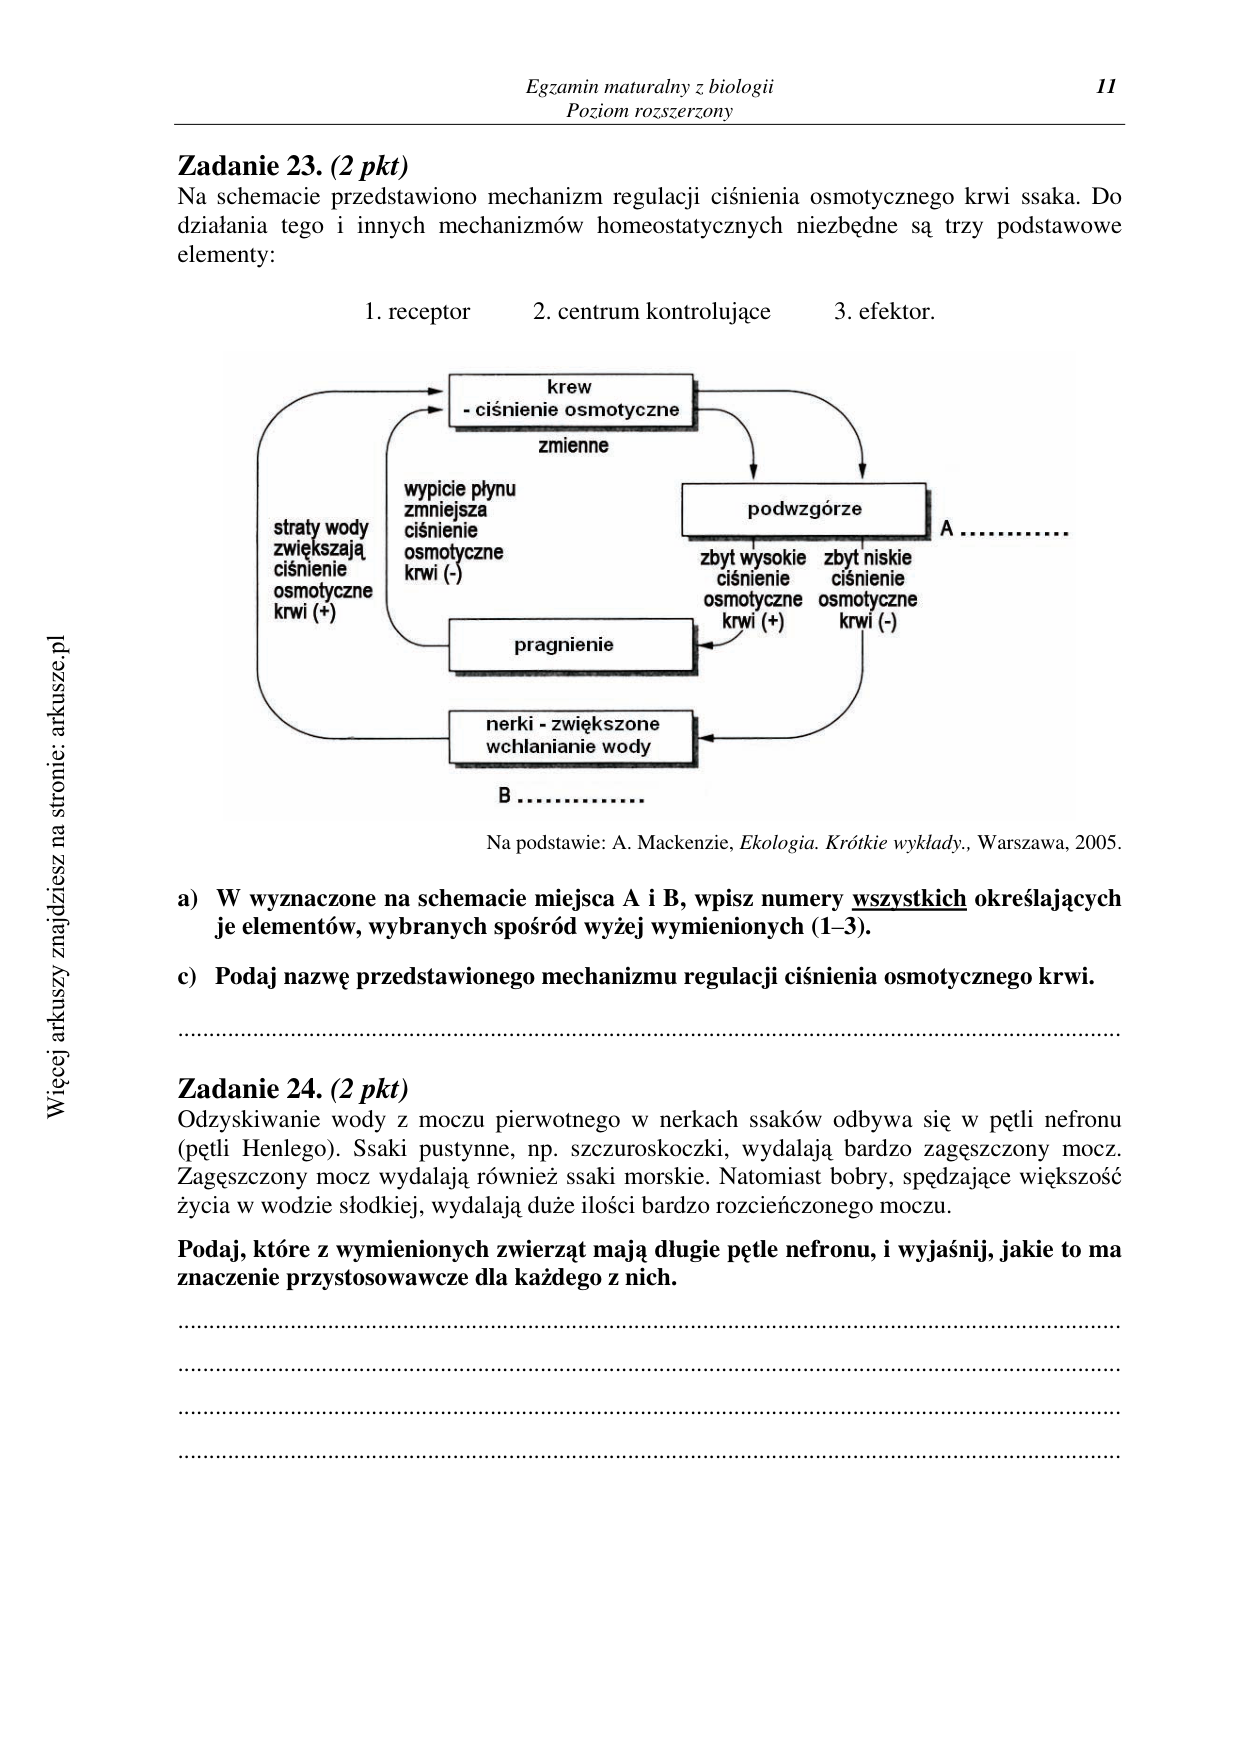 Egzamin maturalny z biologii
Poziom rozszerzony
11
Zadanie 23. (2 pkt)
Na schemacie przedstawiono mechanizm regulacji ciśnienia osmotycznego krwi ssaka. Do
działania tego i innych mechanizmów homeostatycznych niezbędne są trzy podstawowe
elementy:
1. receptor 2. centrum kontrolujące 3. efektor.
krew
- ciśnienie osmotyczne
zmienne
podwzgórze
A ............
zbyt wysokie
ciśnienie
osmotyczne
krwi (+)
zbyt niskie
ciśnienie
osmotyczne
krwi (-)
wypicie płynu
zmniejsza
ciśnienie
osmotyczne
krwi (-)
straty wody
zwiększają
ciśnienie
osmotyczne
krwi (+)
pragnienie
nerki - zwiększone
wchlanianie wody
B ..............
Na podstawie: A. Mackenzie, Ekologia. Krótkie wykłady., Warszawa, 2005.
a) W wyznaczone na schemacie miejsca A i B, wpisz numery wszystkich określających
je elementów, wybranych spośród wyżej wymienionych (1–3).
c) Podaj nazwę przedstawionego mechanizmu regulacji ciśnienia osmotycznego krwi.
Zadanie 24. (2 pkt)
Odzyskiwanie wody z moczu pierwotnego w nerkach ssaków odbywa się w pętli nefronu
(pętli Henlego). Ssaki pustynne, np. szczuroskoczki, wydalają bardzo zagęszczony mocz.
Zagęszczony mocz wydalają również ssaki morskie. Natomiast bobry, spędzające większość
życia w wodzie słodkiej, wydalają duże ilości bardzo rozcieńczonego moczu.
Podaj, które z wymienionych zwierząt mają długie pętle nefronu, i wyjaśnij, jakie to ma
znaczenie przystosowawcze dla każdego z nich.
Więcej arkuszy znajdziesz na stronie: arkusze.pl